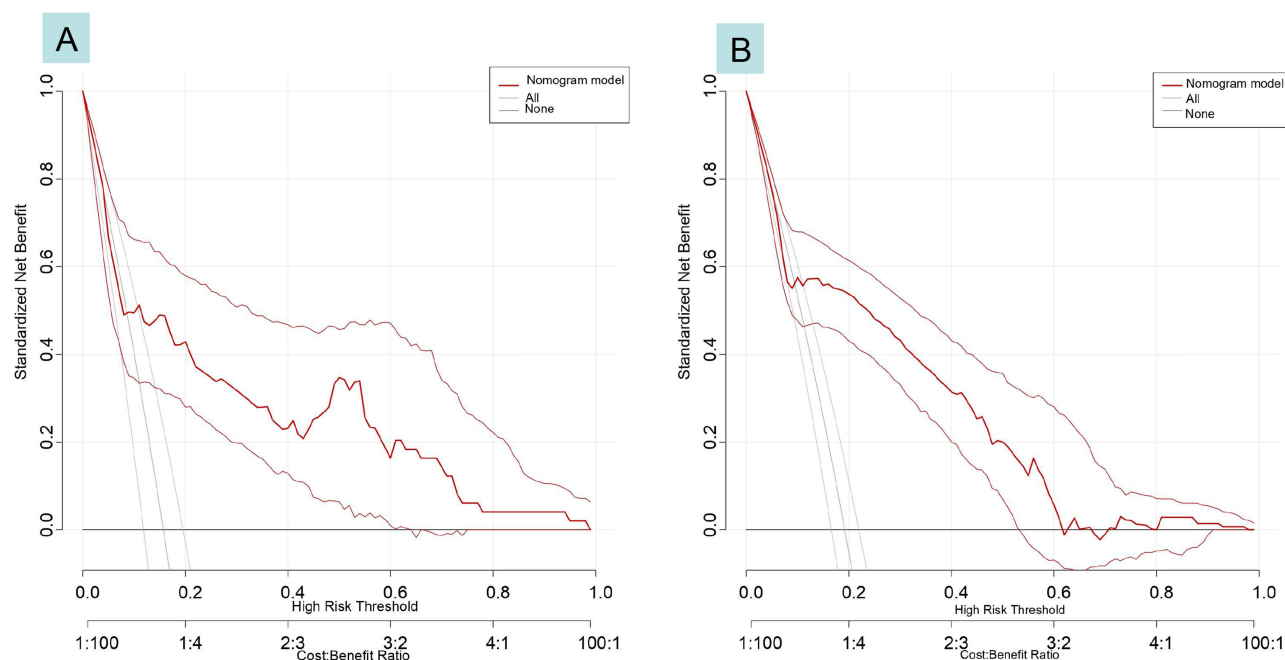 A
Nomogram model
All
None
Standardized Net Benefit
1.0
0.8
0.6
0.4
0.2
0.0
0.0 0.2 0.4 0.6 0.8 1.0
High Risk Threshold
1:100 1:4 2:3 3:2 4:1 100:1
Cost:Benefit Ratio
B
Nomogram model
All
None
Standardized Net Benefit
1.0
0.8
0.6
0.4
0.2
0.0
0.0 0.2 0.4 0.6 0.8 1.0
High Risk Threshold
1:100 1:4 2:3 3:2 4:1 100:1
Cost:Benefit Ratio